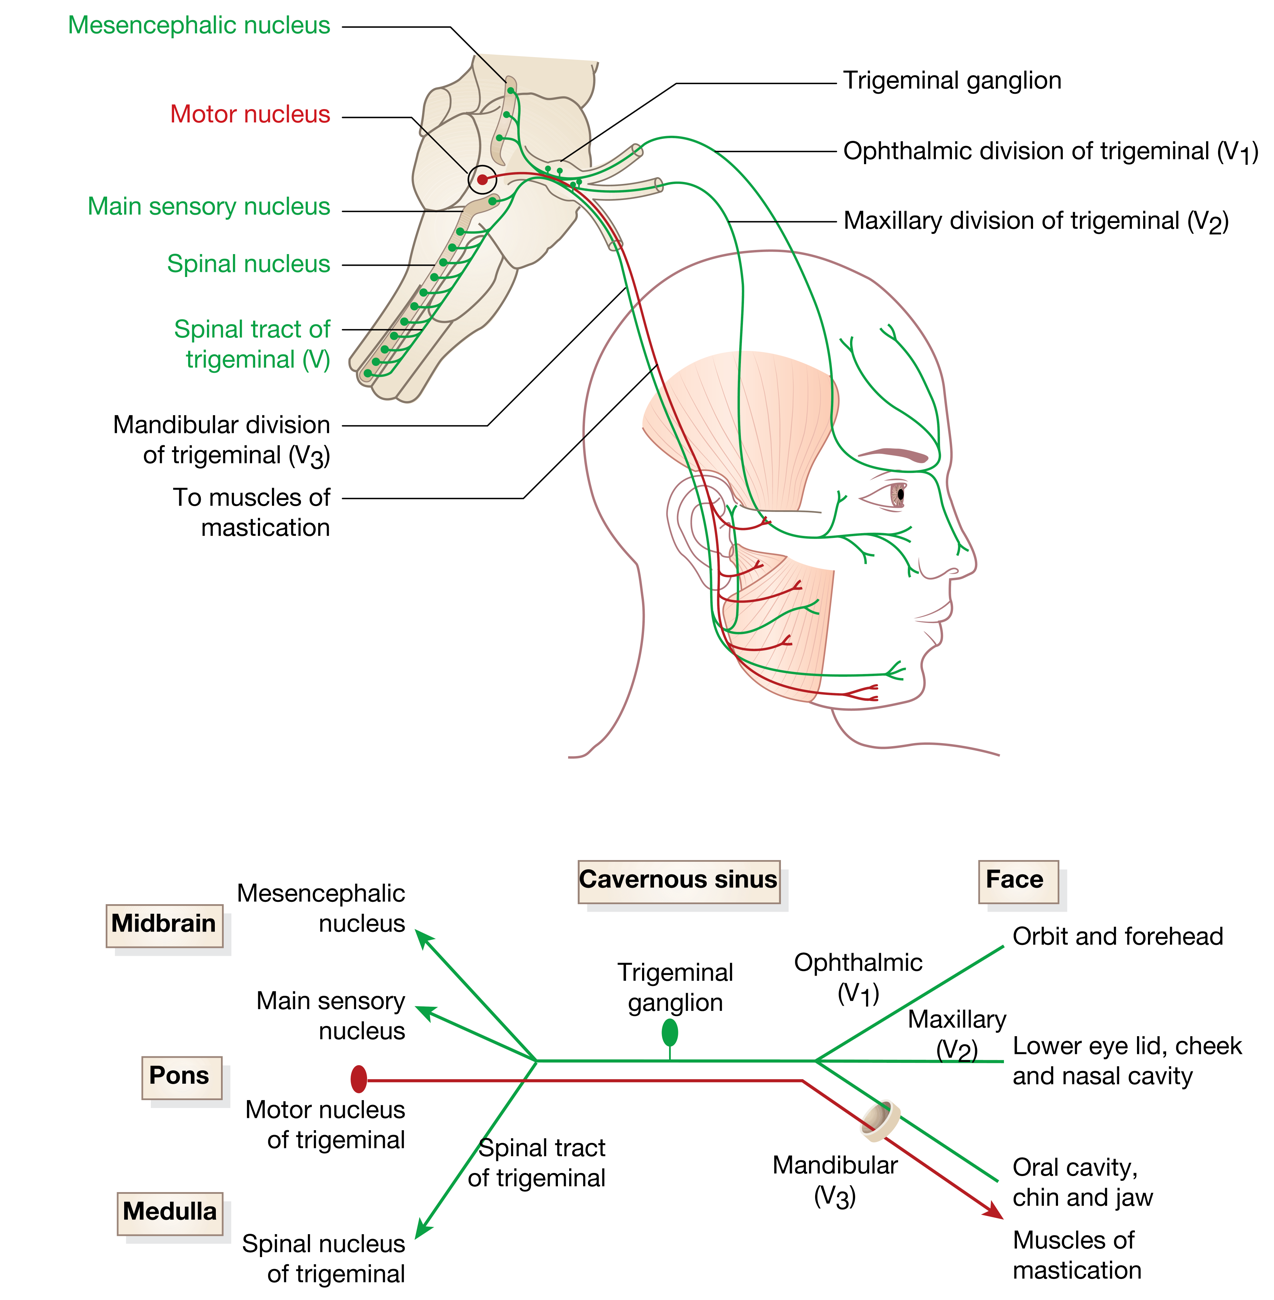 Mesencephalic nucleus
Motor nucleus
Main sensory nucleus
Spinal nucleus
Spinal tract of
trigeminal (V)
Mandibular division
of trigeminal (V3)
To muscles of
mastication
Trigeminal ganglion
Ophthalmic division of trigeminal (V1)
Maxillary division of trigeminal (V2)
Cavernous sinus
Face
Midbrain
Mesencephalic
nucleus
Main sensory
nucleus
Pons
Motor nucleus
of trigeminal
Medulla
Spinal nucleus
of trigeminal
Spinal tract
of trigeminal
Trigeminal
ganglion
Ophthalmic
(V1)
Maxillary
(V2)
Mandibular
(V3)
Orbit and forehead
Lower eye lid, cheek
and nasal cavity
Oral cavity,
chin and jaw
Muscles of
mastication